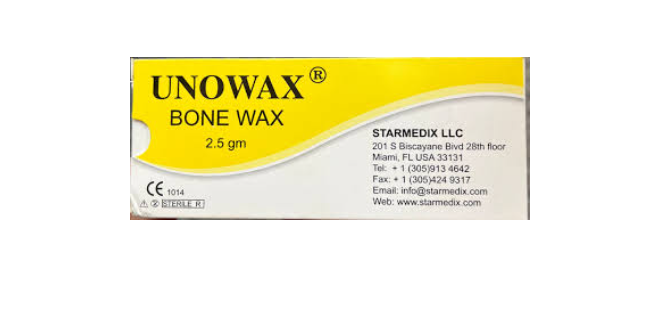 UNOWAX®
BONE WAX
2.5 gm
STARMEDIX LLC
201 S Biscayane Blvd 28th floor
Miami, FL USA 33131
Tel: + 1 (305)913 4642
Fax: + 1 (305)424 9317
Email: info@starmedix.com
Web: www.starmedix.com
CE 1014
STERILE R